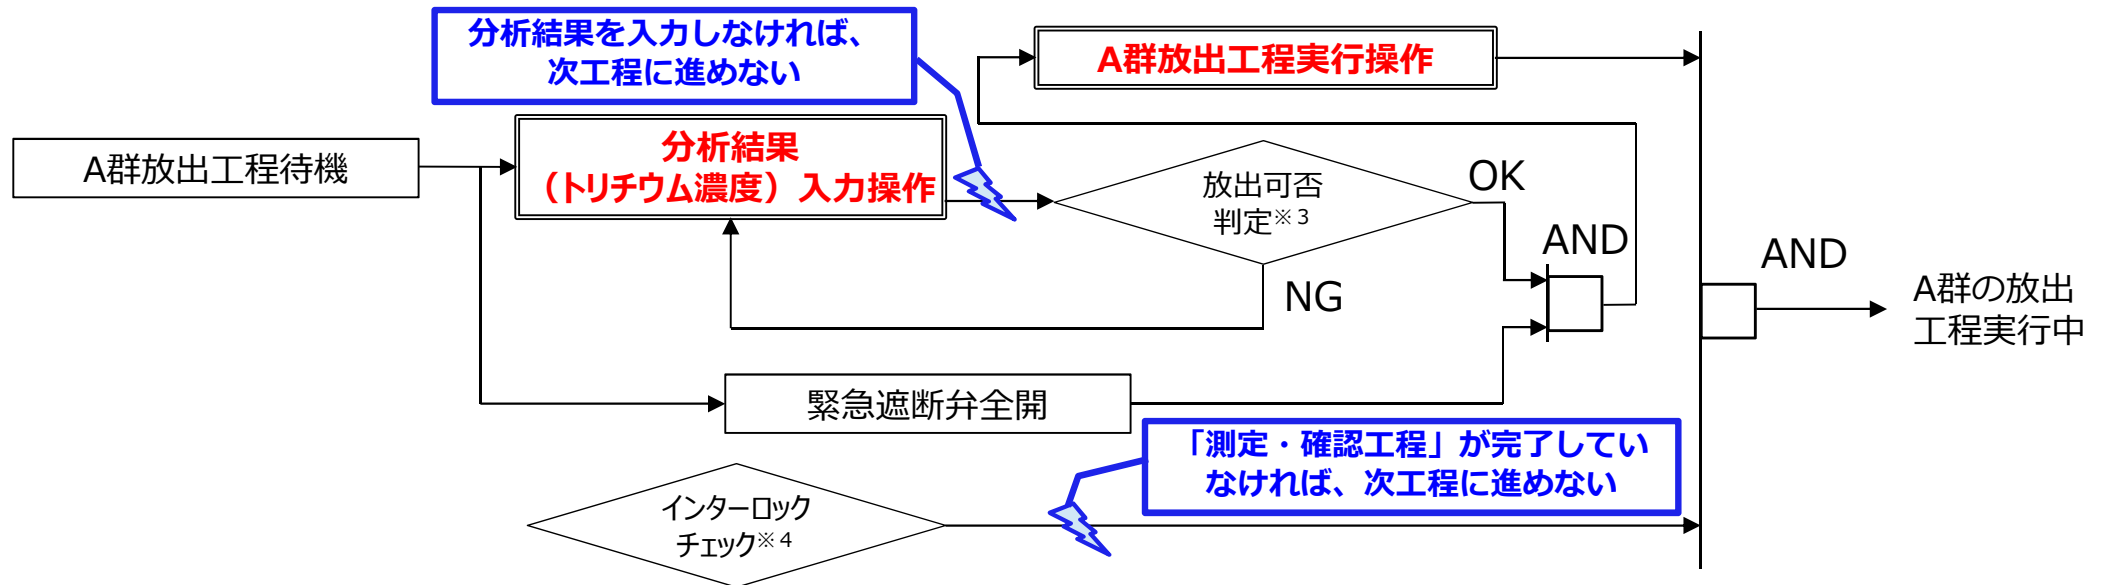 分析結果を入力しなければ、
次工程に進めない
A群放出工程実行操作
A群放出工程待機
分析結果
（トリチウム濃度）入力操作
放出可否
判定※3
OK
NG
AND
AND
A群の放出
工程実行中
緊急遮断弁全開
「測定・確認工程」が完了してい
なければ、次工程に進めない
インターロック
チェック※4